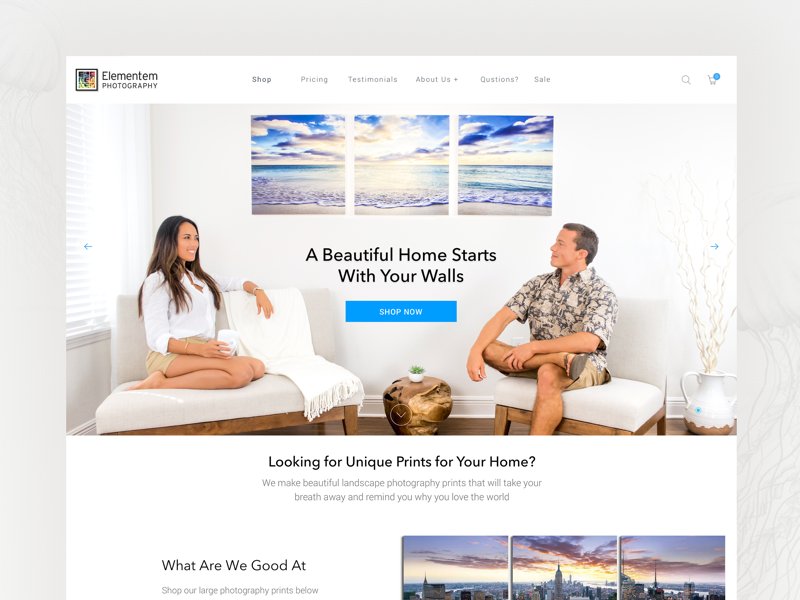 Elementem
PHOTOGRAPHY
Shop Pricing Testimonials About Us + Qustions? Sale
0
A Beautiful Home Starts
With Your Walls
SHOP NOW
Looking for Unique Prints for Your Home?
We make beautiful landscape photography prints that will take your
breath away and remind you why you love the world
What Are We Good At
Shop our large photography prints below